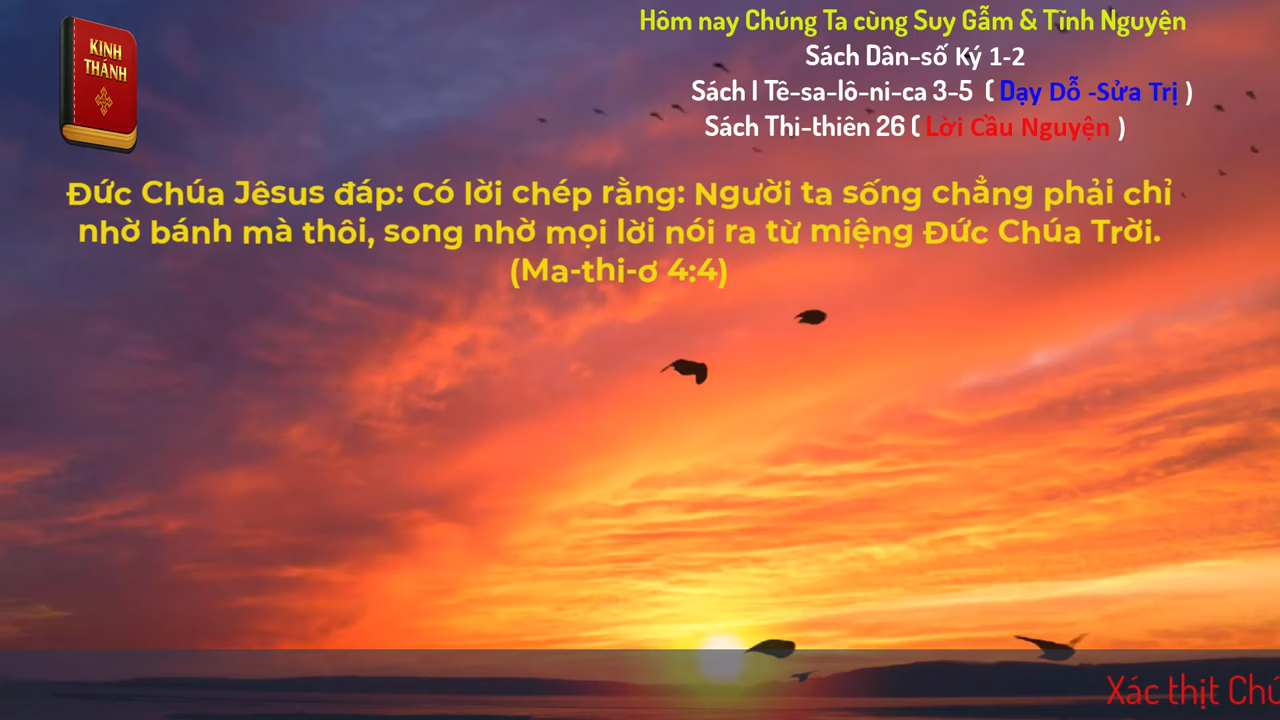 KINH
THÁNH
Hôm nay Chúng Ta cùng Suy Gẫm & Tĩnh Nguyện
Sách Dân-số Ký 1-2
Sách I Tê-sa-lô-ni-ca 3-5 ( Dạy Dỗ -Sửa Trị )
Sách Thi-thiên 26 ( Lời Cầu Nguyện )
Đức Chúa Jêsus đáp: Có lời chép rằng: Người ta sống chẳng phải chỉ
nhờ bánh mà thôi, song nhờ mọi lời nói ra từ miệng Đức Chúa Trời.
(Ma-thi-ơ 4:4)
Xác thịt